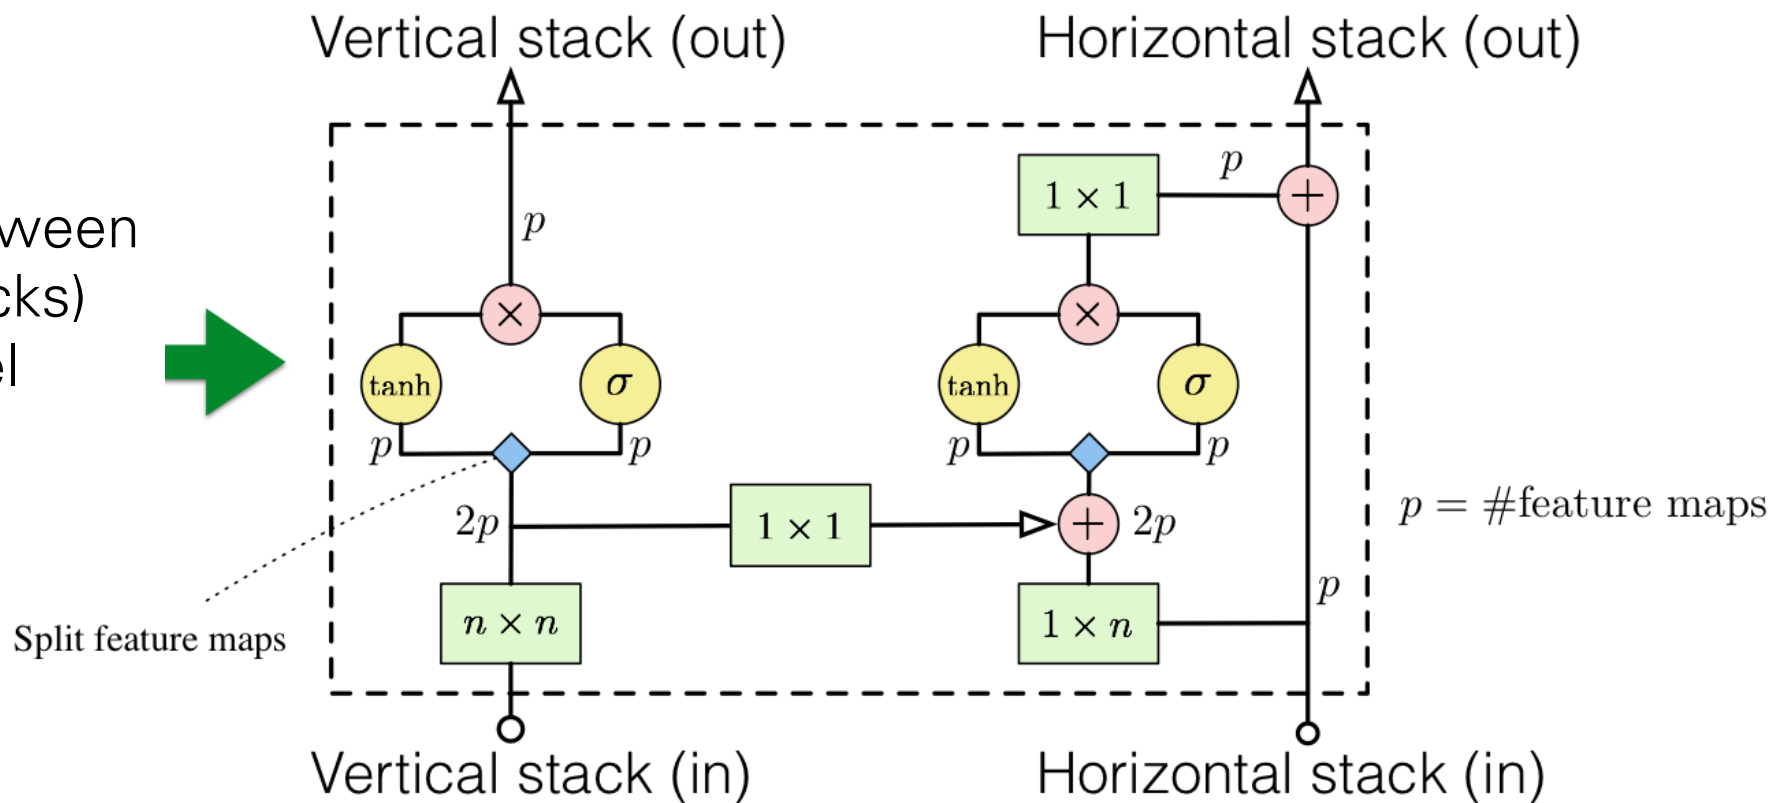 Vertical stack (out)
Horizontal stack (out)
p
1 × 1
+
ween
cks)
el
p
×
×
tanh
σ
tanh
σ
p
p
p
p
2p
1 × 1
+
2p
p = #feature maps
p
n × n
1 × n
Split feature maps
Vertical stack (in)
Horizontal stack (in)